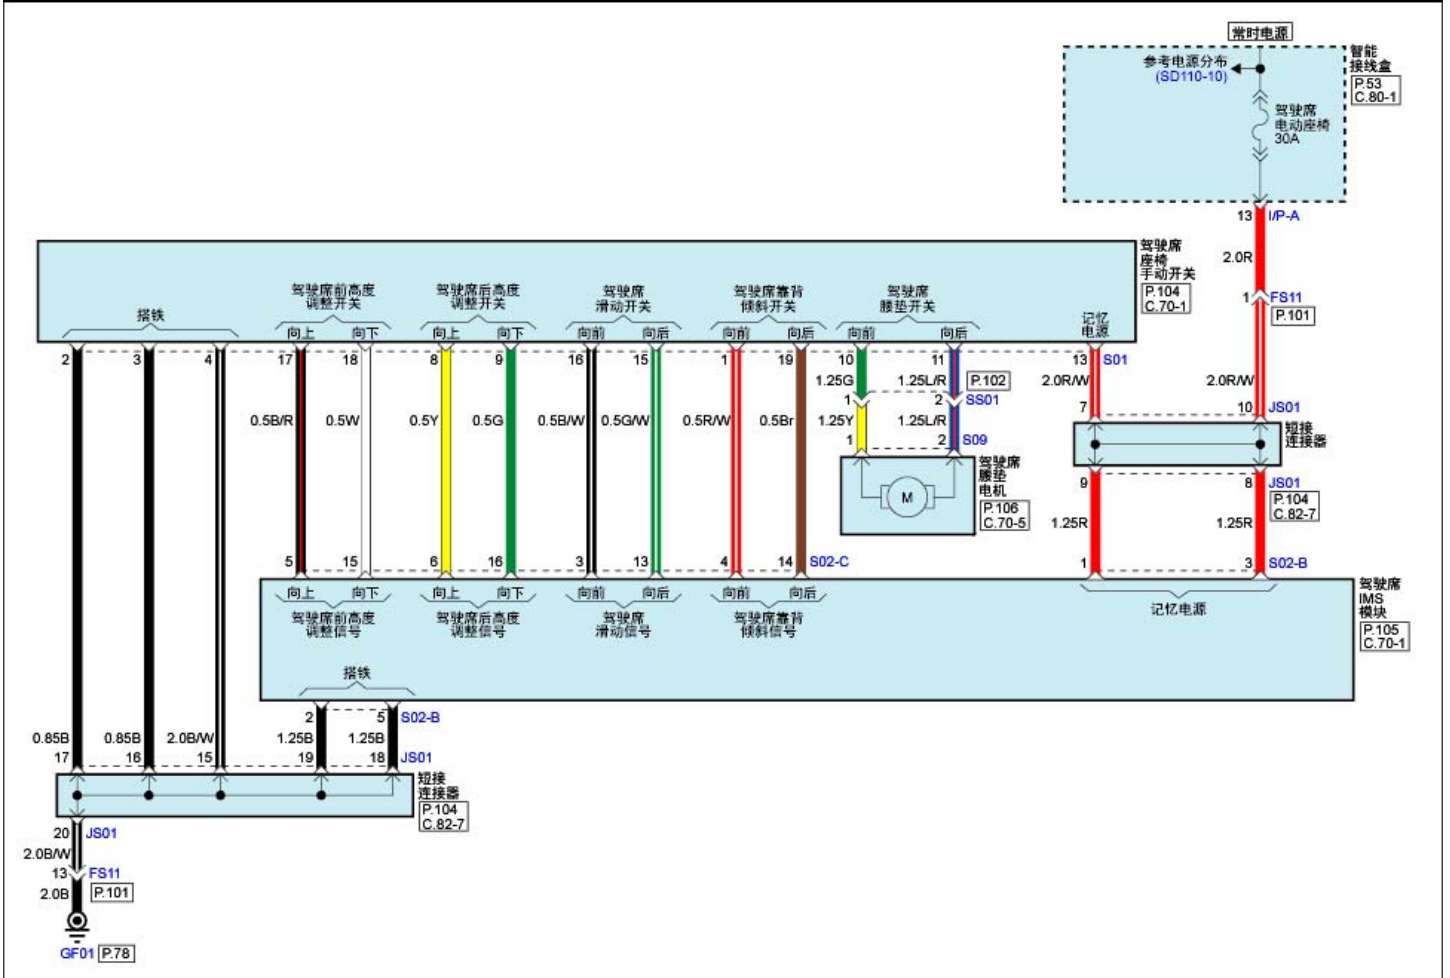 常时电源
参考电源分布
(SD110-10)
智能
接线盒
P.53
C.80-1
驾驶席
电动座椅
30A
13 I/P-A
2.0R
1 FS11
P.101
驾驶席
座椅
手动开关
P.104
C.70-1
搭铁
驾驶席前高度
调整开关
驾驶席后高度
调整开关
驾驶席
滑动开关
驾驶席靠背
倾斜开关
驾驶席
腰垫开关
向上 向下 向上 向下 向前 向后 向前 向后 向前 向后
记忆
电源
2 3 4 17 18 8 9 16 15 1 19 10 11 13 S01
1.25G 1.25L/R P.102 2.0R/W 2.0R/W
1 2 SS01 7 10 JS01
0.5B/R 0.5W 0.5Y 0.5G 0.5B/W 0.5G/W 0.5R/W 0.5Br 1.25Y 1.25L/R
短接
连接器
1 2 S09
驾驶席
腰垫
电机
P.106
C.70-5
M
9 8 JS01
P.104
C.82-7
1.25R 1.25R
5 15 6 16 3 13 4 14 S02-C 1 3 S02-B
向上 向下 向上 向下 向前 向后 向前 向后
驾驶席前高度
调整信号
驾驶席后高度
调整信号
驾驶席
滑动信号
驾驶席靠背
倾斜信号
记忆电源
驾驶席
IMS
模块
P.105
C.70-1
搭铁
2 5 S02-B
0.85B 0.85B 2.0B/W 1.25B 1.25B
17 16 15 19 18 JS01
短接
连接器
P.104
C.82-7
20 JS01
2.0B/W
13 FS11
2.0B P.101
GF01 P.78